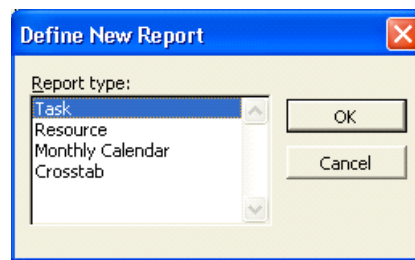 Define New Report
Report type:
Task
Resource
Monthly Calendar
Crosstab
OK
Cancel